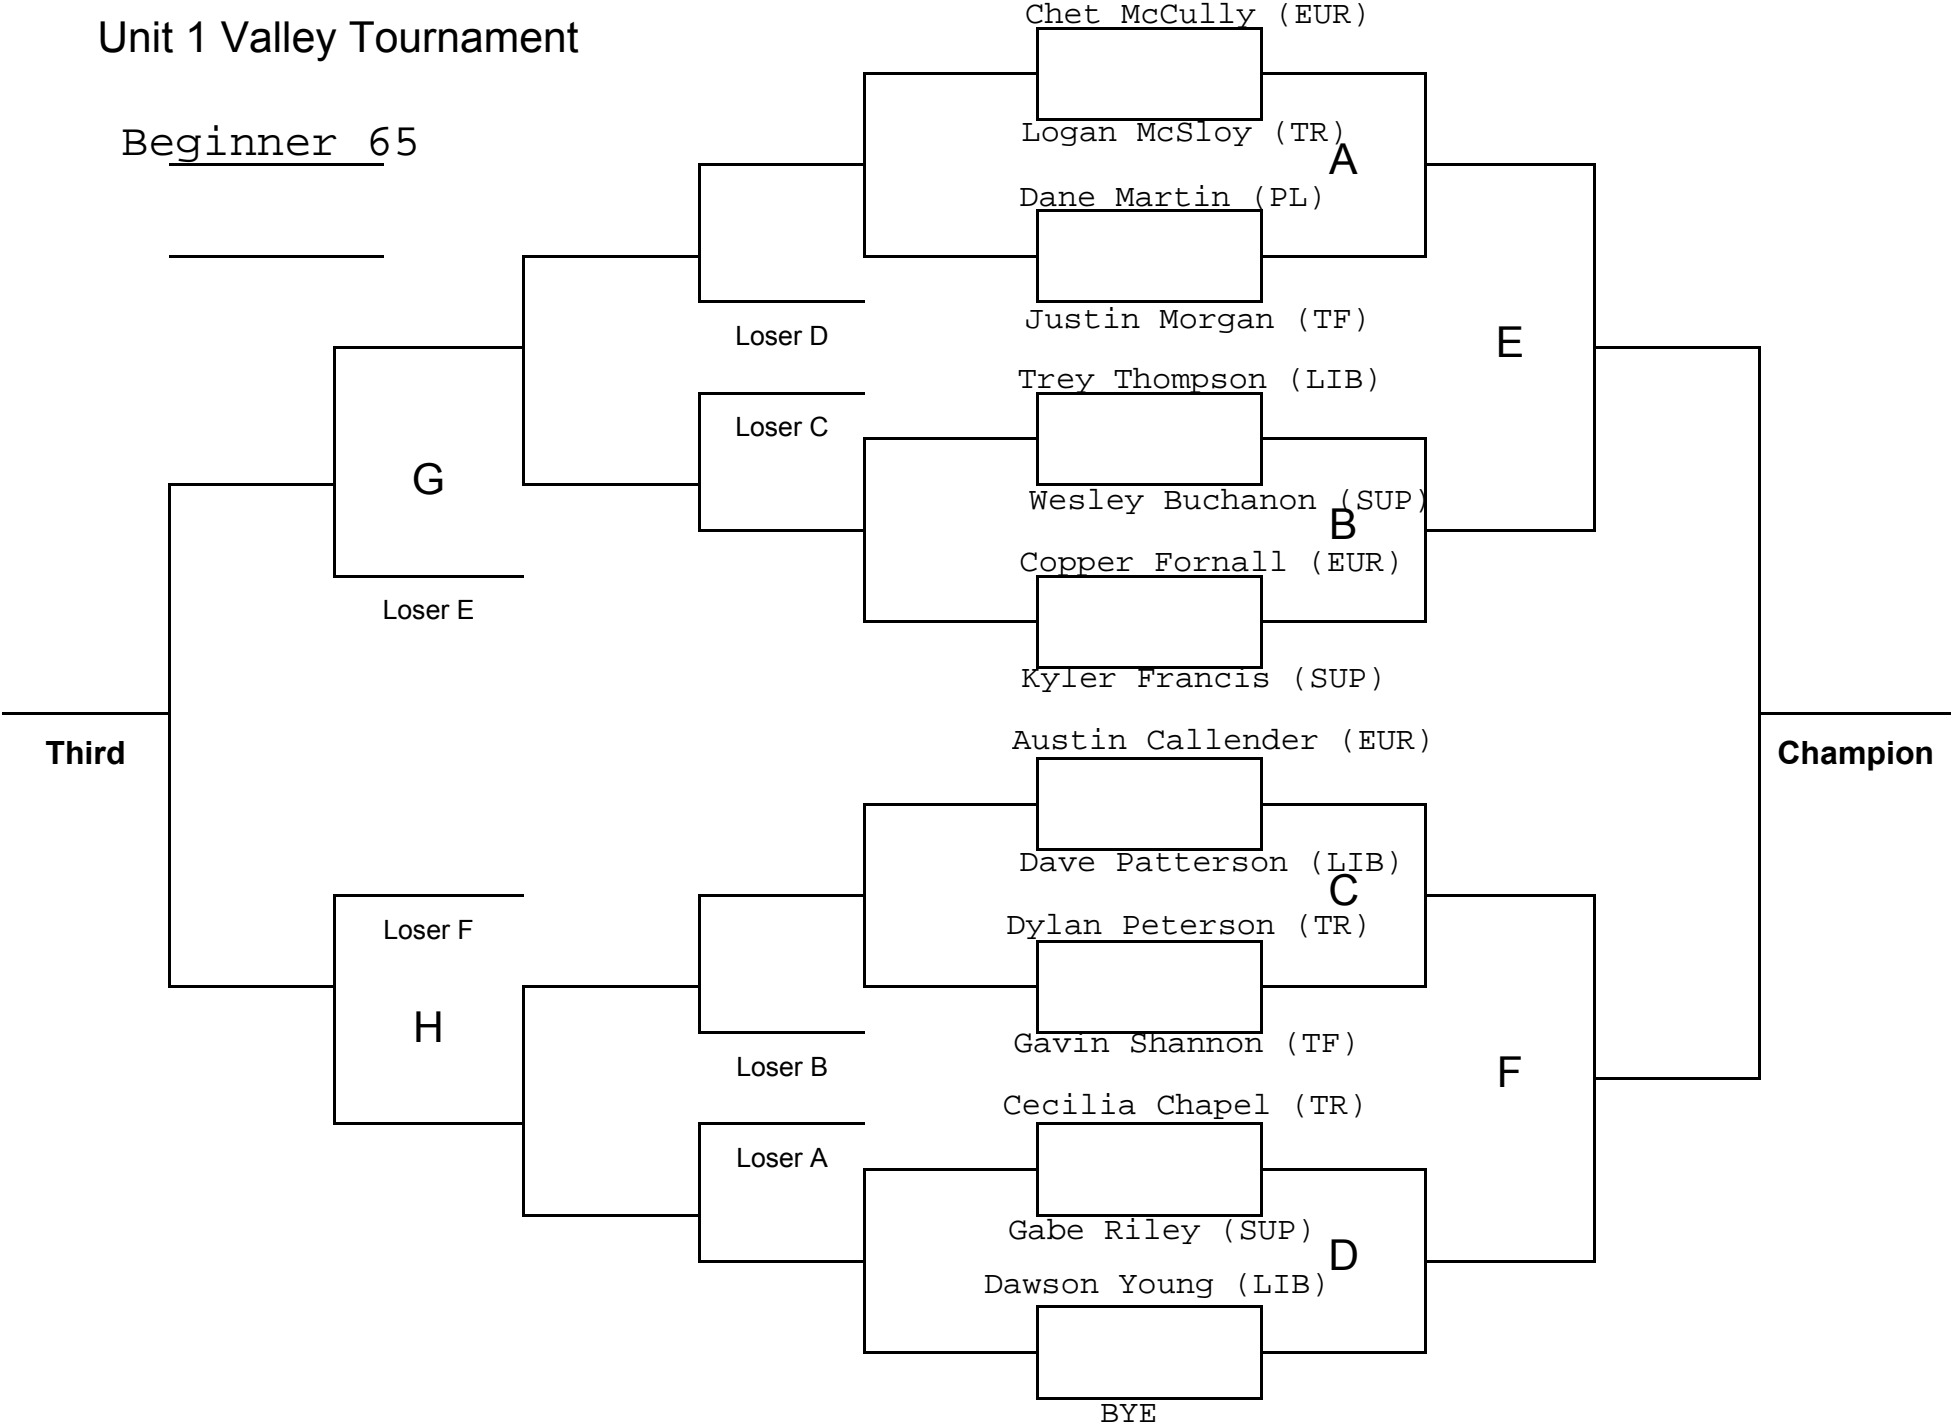 Unit 1 Valley Tournament
Beginner 65
Chet McCully (EUR)
Logan McSloy (TR)
A
Dane Martin (PL)
Justin Morgan (TF)
Loser D
E
Trey Thompson (LIB)
Loser C
G
Wesley Buchanon (SUP)
B
Copper Fornall (EUR)
Loser E
Kyler Francis (SUP)
Third
Austin Callender (EUR)
Champion
Dave Patterson (LIB)
C
Loser F
Dylan Peterson (TR)
H
Gavin Shannon (TF)
Loser B
F
Cecilia Chapel (TR)
Loser A
Gabe Riley (SUP)
D
Dawson Young (LIB)
BYE